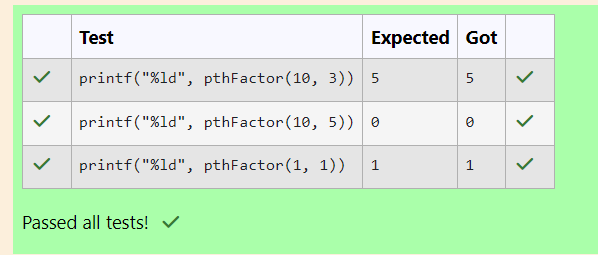 Test Expected Got
printf("%ld", pthFactor(10, 3)) 5 5
printf("%ld", pthFactor(10, 5)) 0 0
printf("%ld", pthFactor(1, 1)) 1 1
Passed all tests!